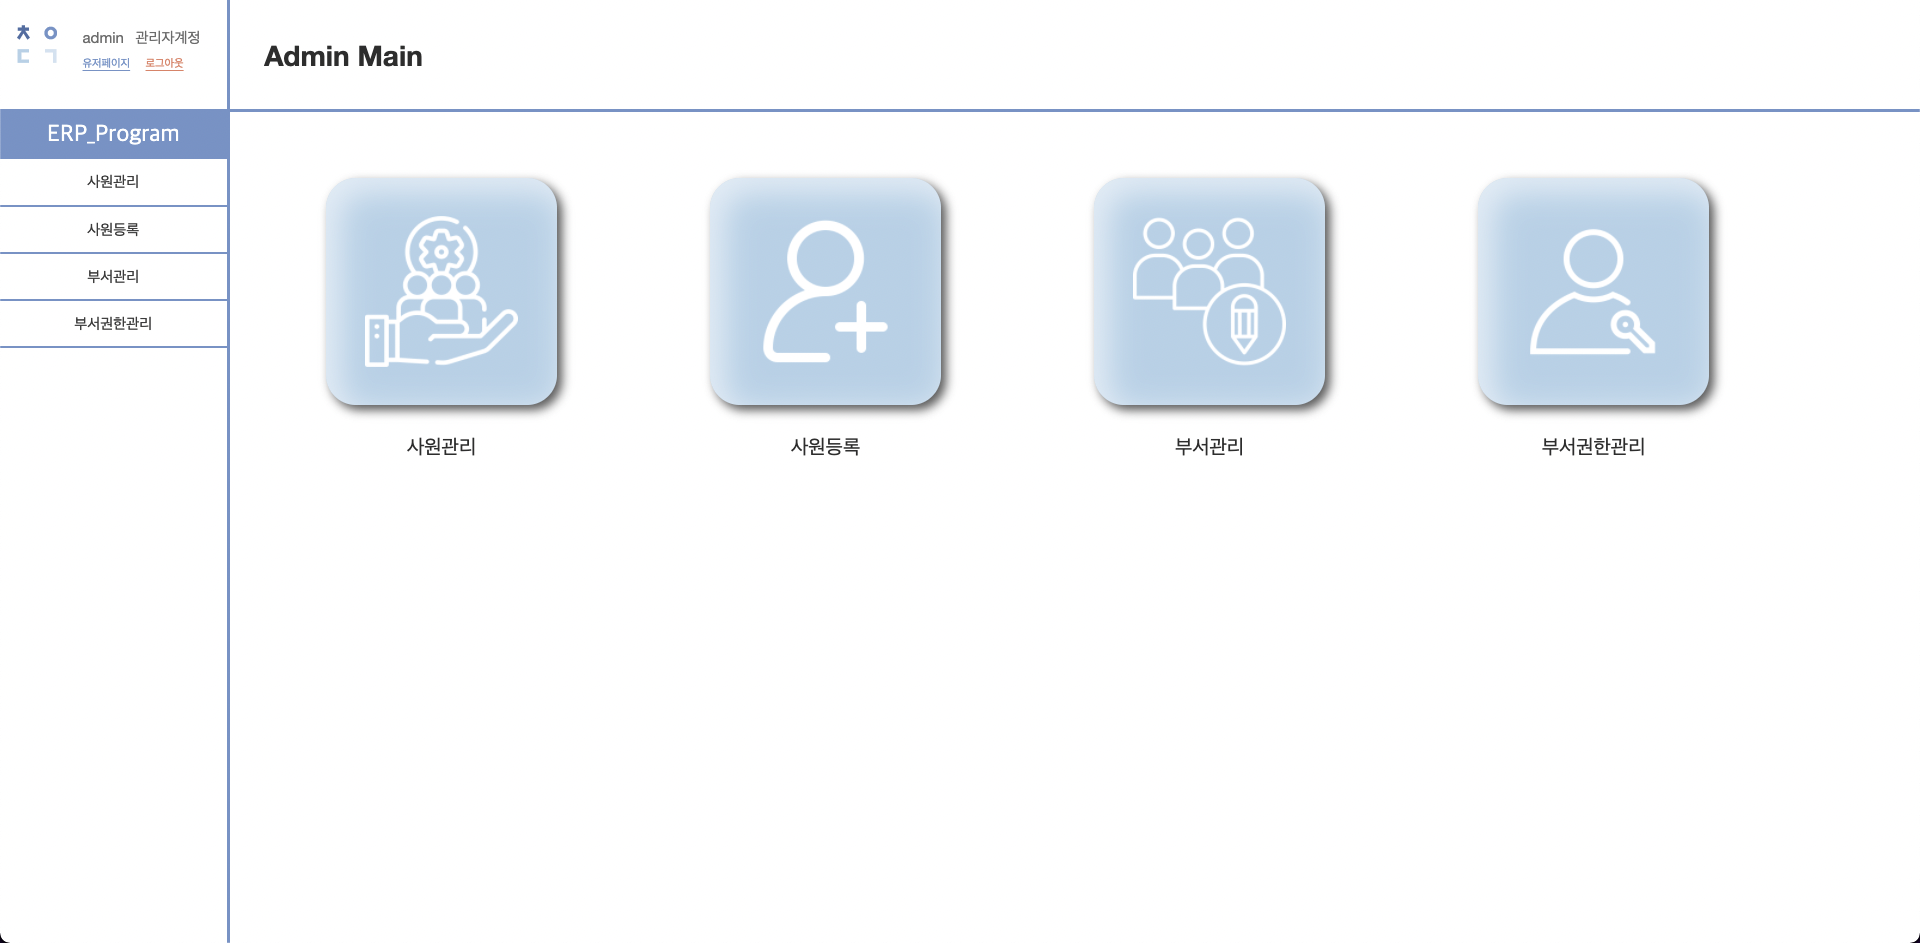 ㅊㅇ
ㄷㄱ
admin 관리자계정
유저페이지 로그아웃
Admin Main
ERP_Program
사원관리
사원등록
부서관리
부서권한관리
사원관리
사원등록
부서관리
부서권한관리